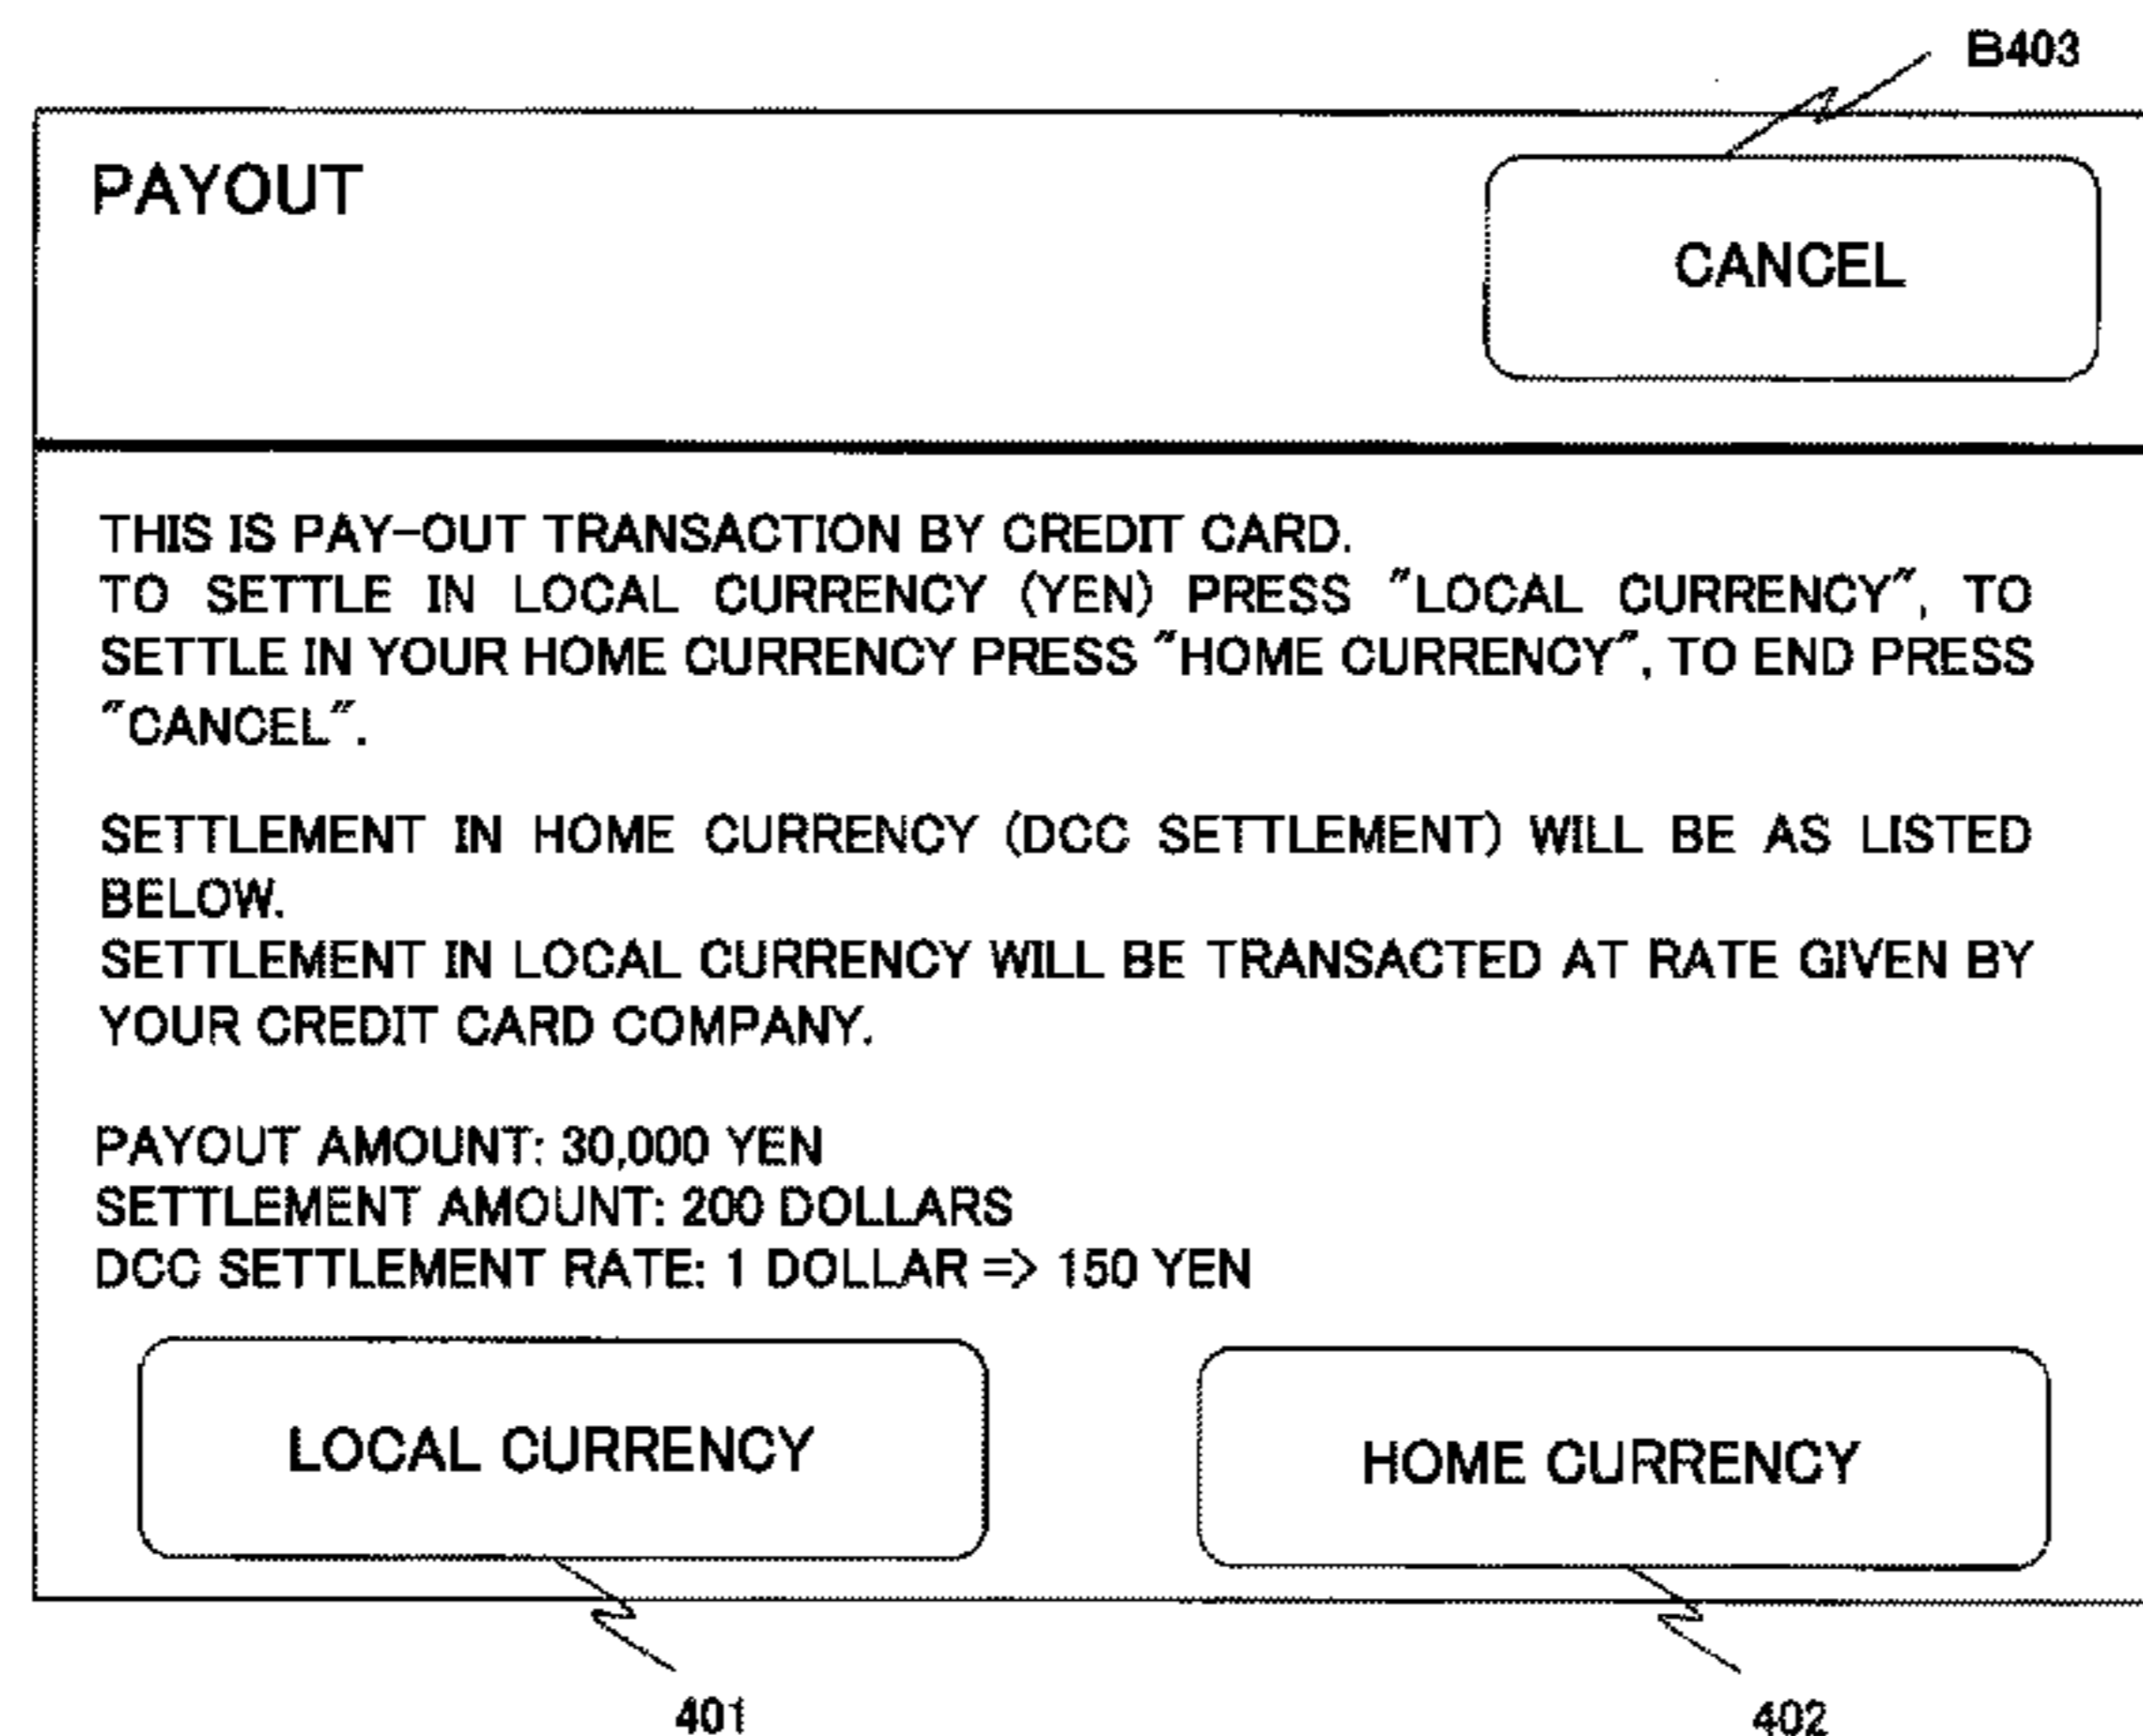 B403
PAYOUT
CANCEL
THIS IS PAY-OUT TRANSACTION BY CREDIT CARD.
TO SETTLE IN LOCAL CURRENCY (YEN) PRESS "LOCAL CURRENCY", TO
SETTLE IN YOUR HOME CURRENCY PRESS "HOME CURRENCY", TO END PRESS
"CANCEL".
SETTLEMENT IN HOME CURRENCY (DCC SETTLEMENT) WILL BE AS LISTED
BELOW.
SETTLEMENT IN LOCAL CURRENCY WILL BE TRANSACTED AT RATE GIVEN BY
YOUR CREDIT CARD COMPANY.
PAYOUT AMOUNT: 30,000 YEN
SETTLEMENT AMOUNT: 200 DOLLARS
DCC SETTLEMENT RATE: 1 DOLLAR => 150 YEN
LOCAL CURRENCY
HOME CURRENCY
401
402